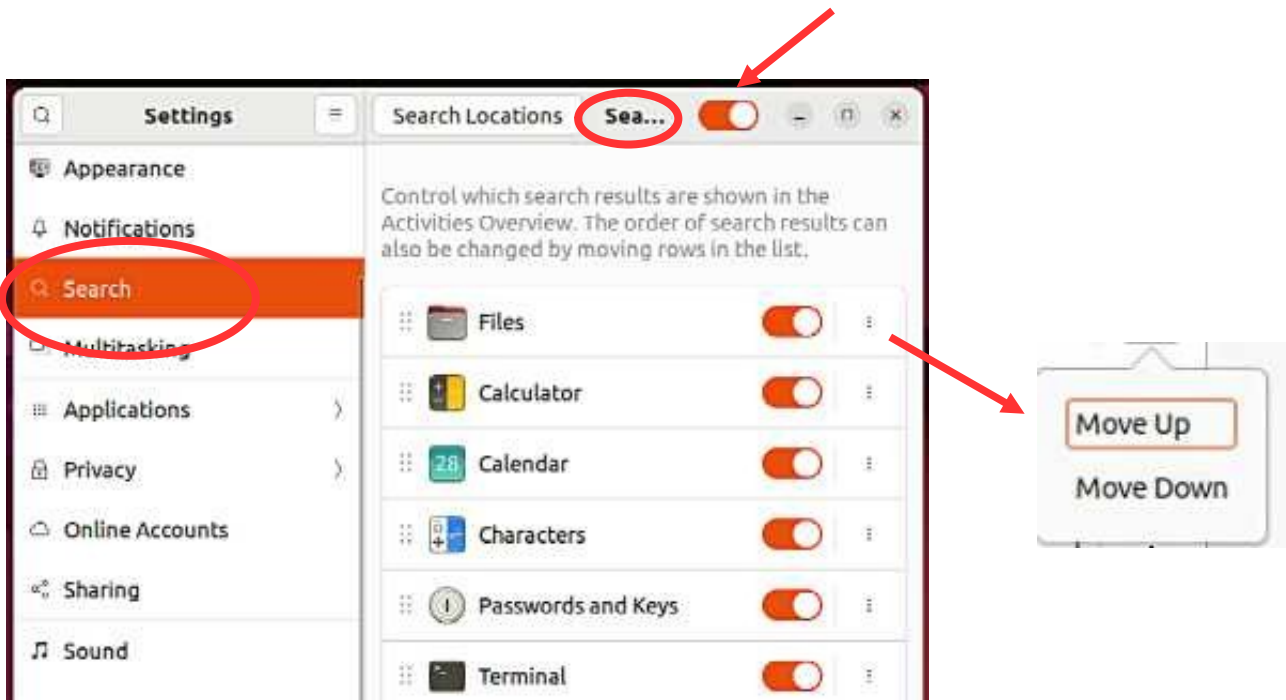 Settings
Search Locations
Sea...
Appearance
Notifications
Search
Multitasking
Applications
Privacy
Online Accounts
Sharing
Sound
Control which search results are shown in the
Activities Overview. The order of search results can
also be changed by moving rows in the list.
Files
Calculator
28
Calendar
Characters
Passwords and Keys
Terminal
Move Up
Move Down